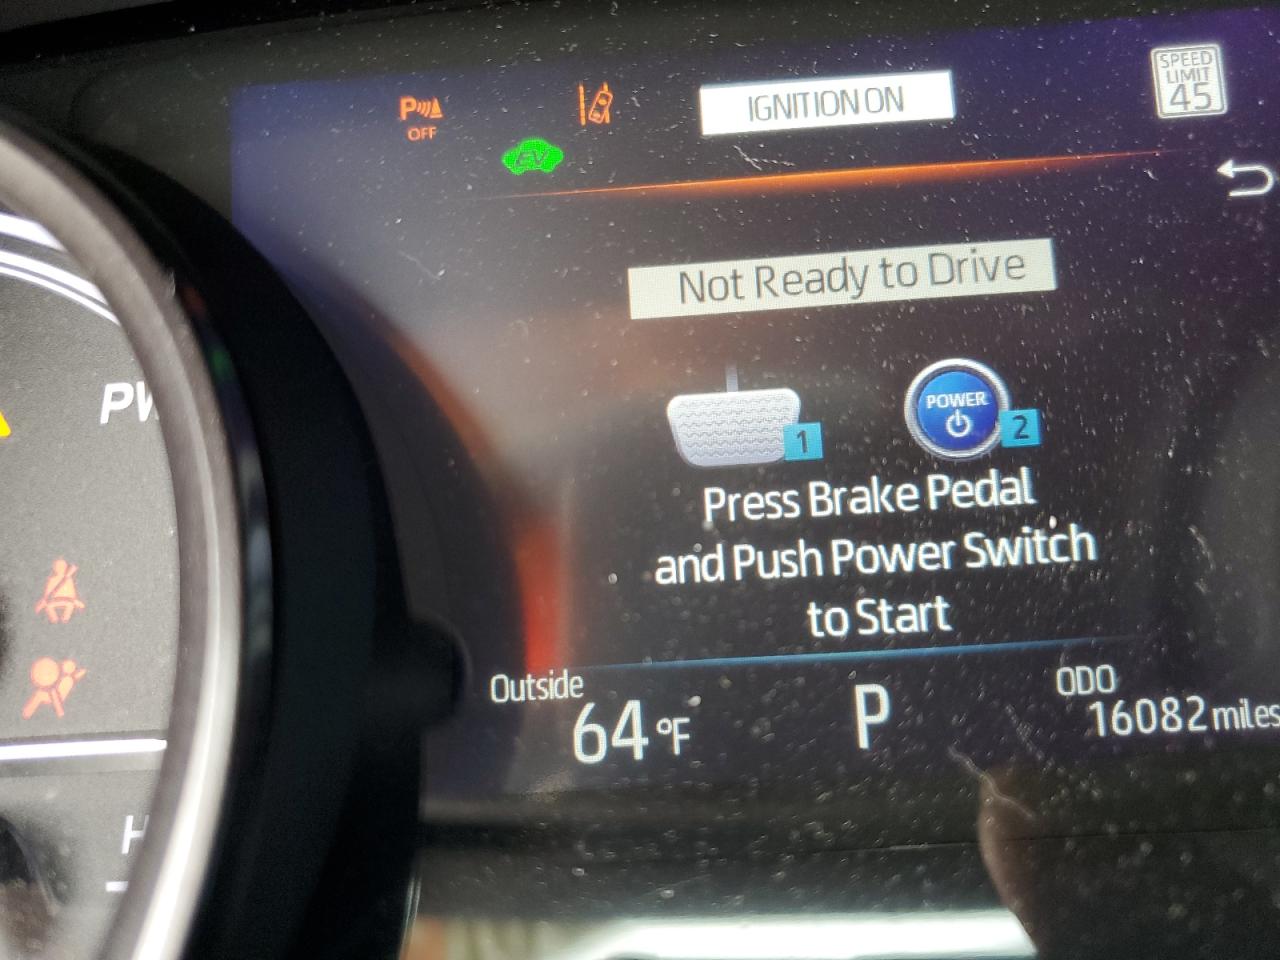 SPEED
LIMIT
45
IGNITION ON
P
OFF
EV
Not Ready to Drive
POWER
1
2
Press Brake Pedal
and Push Power Switch
to Start
Outside
64 °F
P
ODO
16082 miles
H